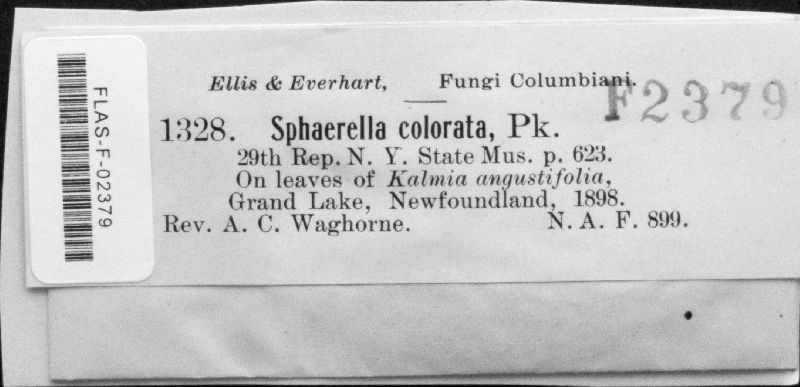 Ellis & Everhart, Fungi Columbiani.
F2379
1328. Sphaerella colorata, Pk.
29th Rep. N. Y. State Mus. p. 623.
On leaves of Kalmia angustifolia,
Grand Lake, Newfoundland, 1898.
Rev. A. C. Waghorne. N. A. F. 899.
FLAS-F-02379